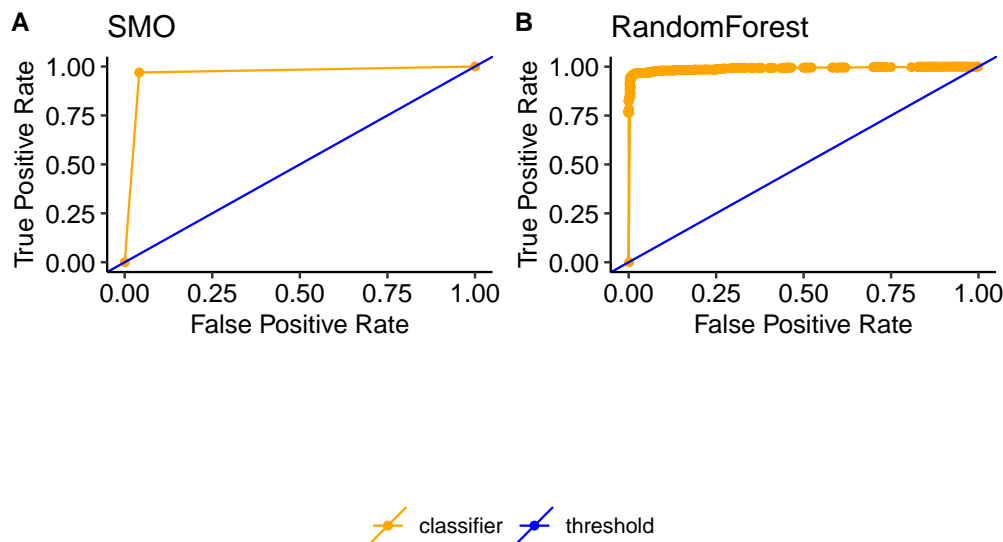 A SMO
1.00
0.75
0.50
0.25
0.00
True Positive Rate
0.00 0.25 0.50 0.75 1.00
False Positive Rate
B RandomForest
1.00
0.75
0.50
0.25
0.00
True Positive Rate
0.00 0.25 0.50 0.75 1.00
False Positive Rate
classifier threshold